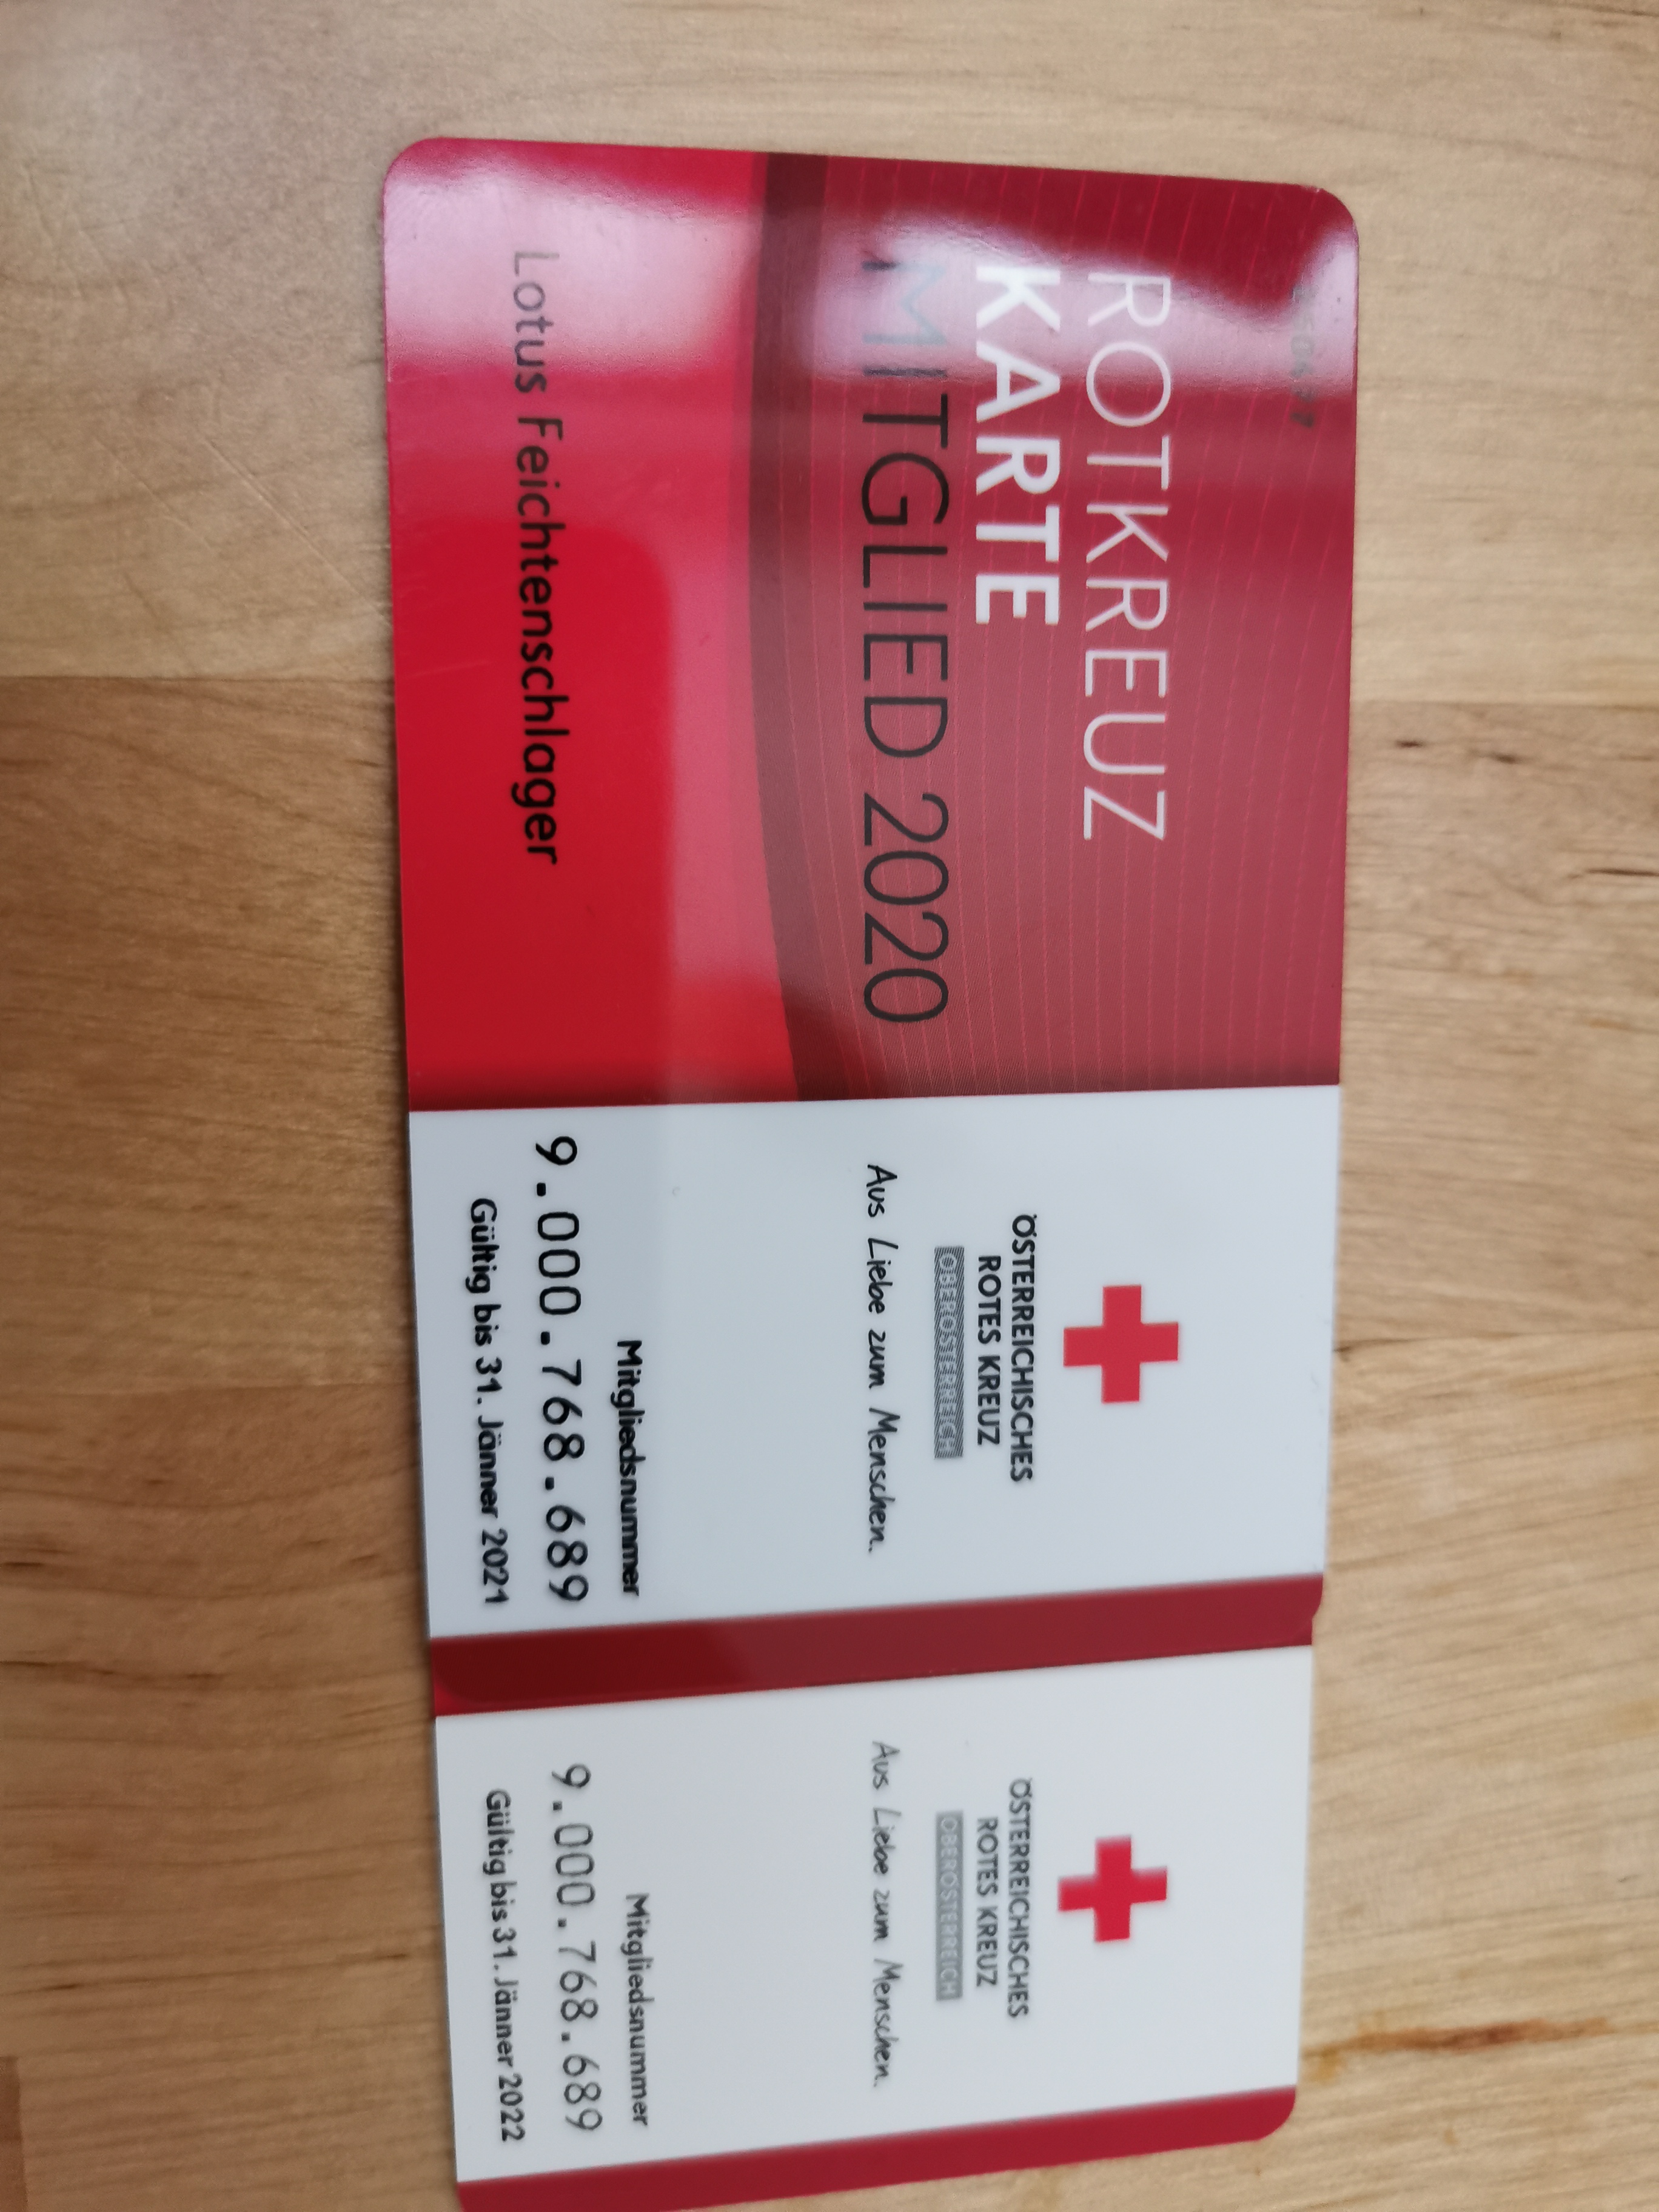 ROTKREUZ
KARTE
MITGLIED 2020
Lotus Feichtenschlager
ÖSTERREICHISCHES
ROTES KREUZ
OBERÖSTERREICH
Aus Liebe zum Menschen.
Mitgliedsnummer
9.000.768.689
Gültig bis 31. Jänner 2021
ÖSTERREICHISCHES
ROTES KREUZ
OBERÖSTERREICH
Aus Liebe zum Menschen.
Mitgliedsnummer
9.000.768.689
Gültig bis 31. Jänner 2022